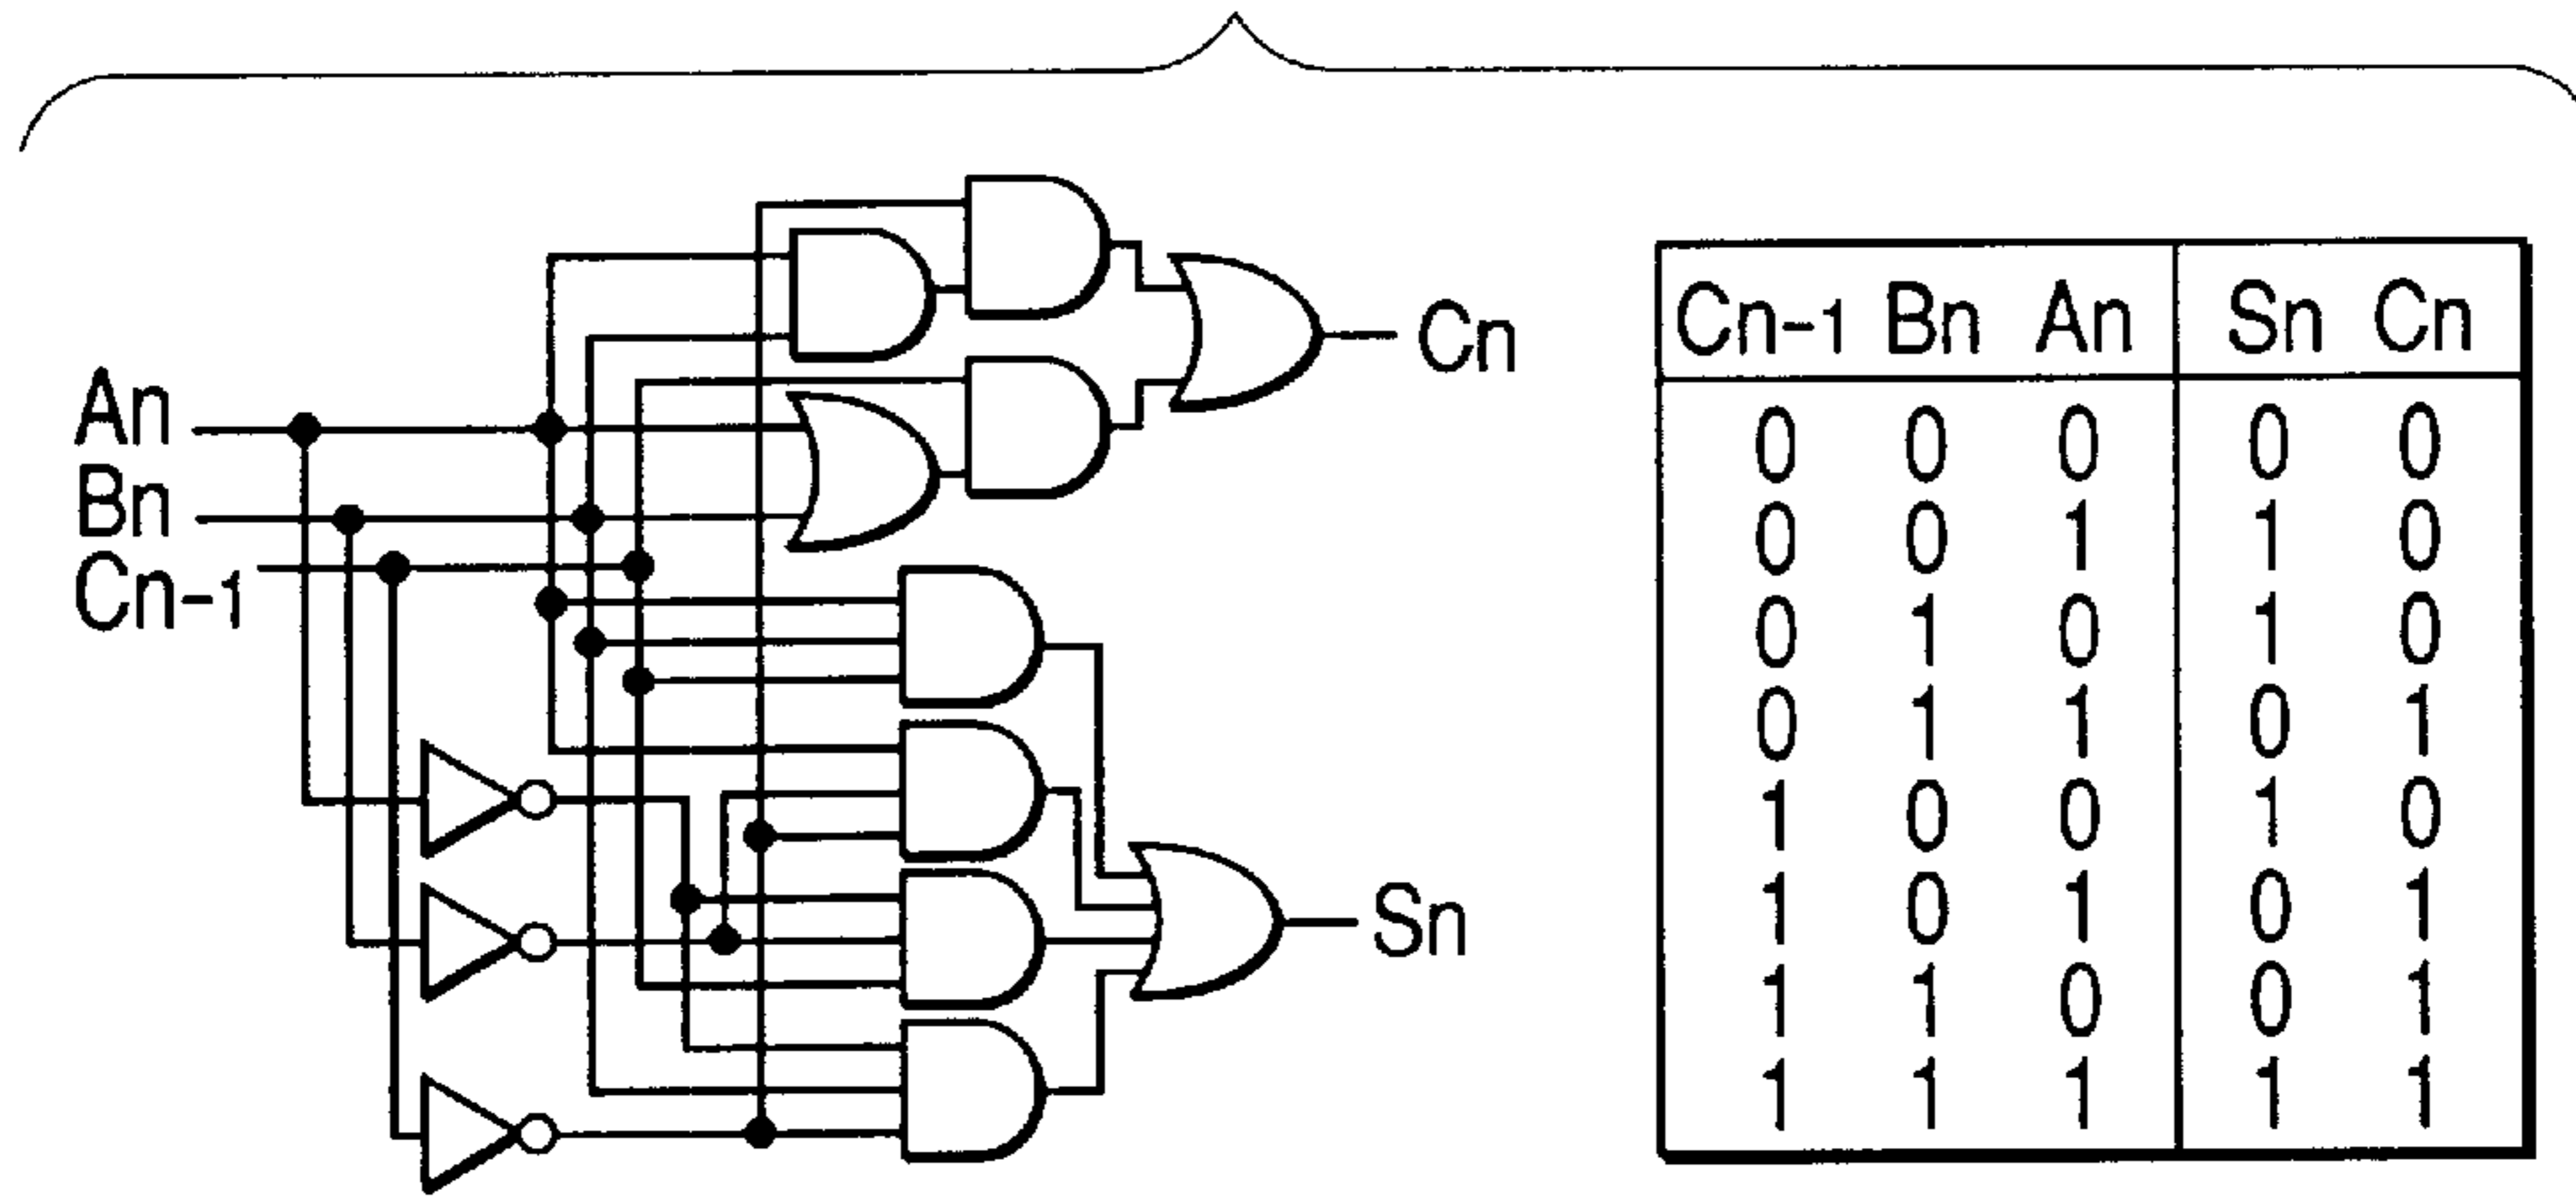 An
Bn
Cn-1
Cn
Sn
Cn-1 Bn An Sn Cn
0 0 0 0 0
0 0 1 1 0
0 1 0 1 0
0 1 1 0 1
1 0 0 1 0
1 0 1 0 1
1 1 0 0 1
1 1 1 1 1